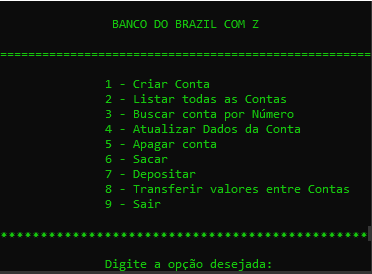 BANCO DO BRAZIL COM Z
================================================
1 - Criar Conta
2 - Listar todas as Contas
3 - Buscar conta por Número
4 - Atualizar Dados da Conta
5 - Apagar conta
6 - Sacar
7 - Depositar
8 - Transferir valores entre Contas
9 - Sair
***********************************************
Digite a opção desejada: